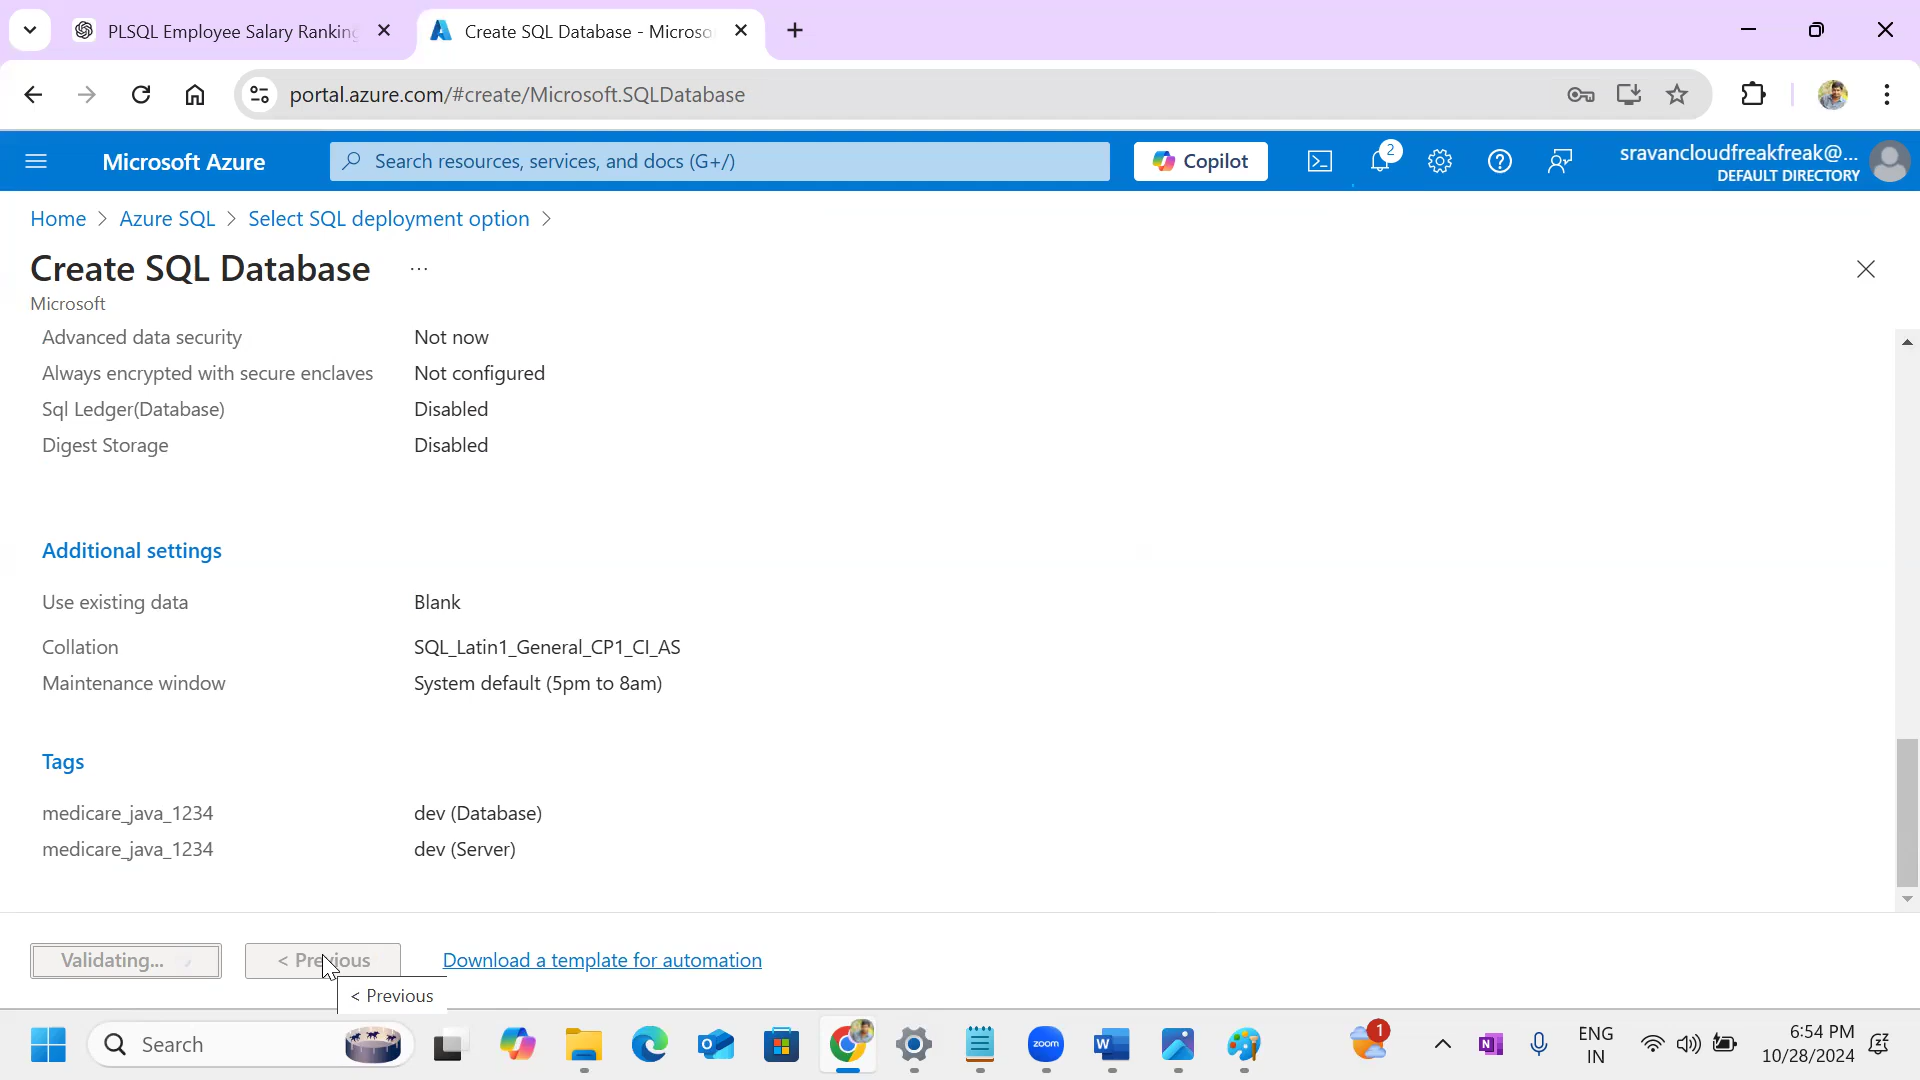 PLSQL Employee Salary Ranking
Create SQL Database - Microso
portal.azure.com/#create/Microsoft.SQLDatabase
Microsoft Azure
Search resources, services, and docs (G+/)
Copilot
2
sravancloudfreakfreak@...
DEFAULT DIRECTORY
Home > Azure SQL > Select SQL deployment option >
Create SQL Database ...
Microsoft
Advanced data security Not now
Always encrypted with secure enclaves Not configured
Sql Ledger(Database) Disabled
Digest Storage Disabled
Additional settings
Use existing data Blank
Collation SQL_Latin1_General_CP1_CI_AS
Maintenance window System default (5pm to 8am)
Tags
medicare_java_1234 dev (Database)
medicare_java_1234 dev (Server)
Validating... < Previous Download a template for automation
< Previous
Search
zoom
W
1
N
ENG
IN
6:54 PM
10/28/2024